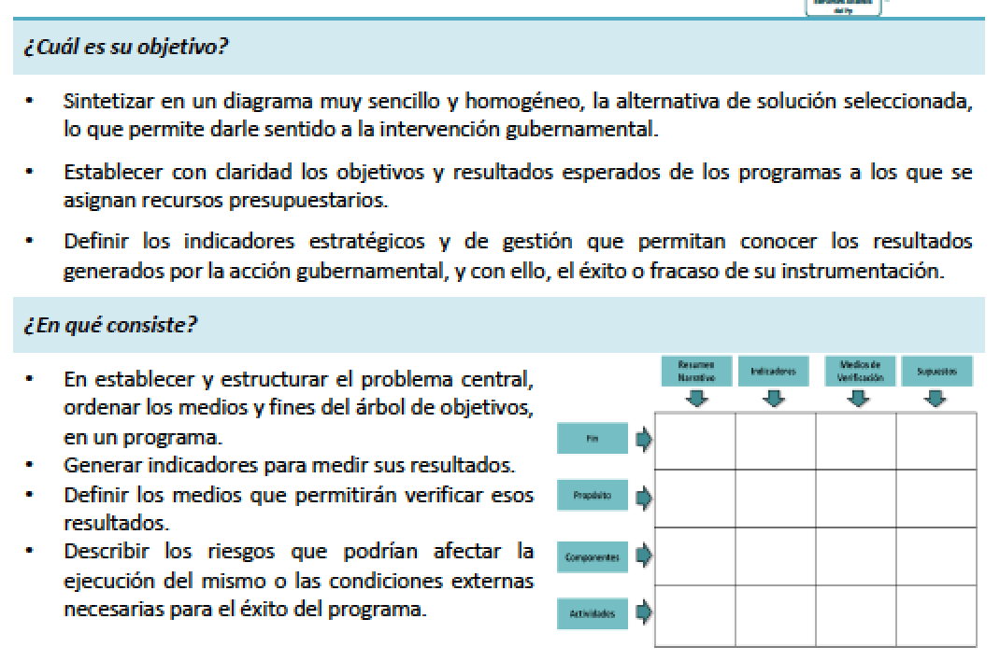 del Pp
¿Cuál es su objetivo?
• Sintetizar en un diagrama muy sencillo y homogéneo, la alternativa de solución seleccionada,
lo que permite darle sentido a la intervención gubernamental.
• Establecer con claridad los objetivos y resultados esperados de los programas a los que se
asignan recursos presupuestarios.
• Definir los indicadores estratégicos y de gestión que permitan conocer los resultados
generados por la acción gubernamental, y con ello, el éxito o fracaso de su instrumentación.
¿En qué consiste?
• En establecer y estructurar el problema central,
ordenar los medios y fines del árbol de objetivos,
en un programa.
• Generar indicadores para medir sus resultados.
• Definir los medios que permitirán verificar esos
resultados.
• Describir los riesgos que podrían afectar la
ejecución del mismo o las condiciones externas
necesarias para el éxito del programa.
Resumen
Narrativo
Indicadores
Medios de
Verificación
Supuestos
Fin
Propósito
Componentes
Actividades